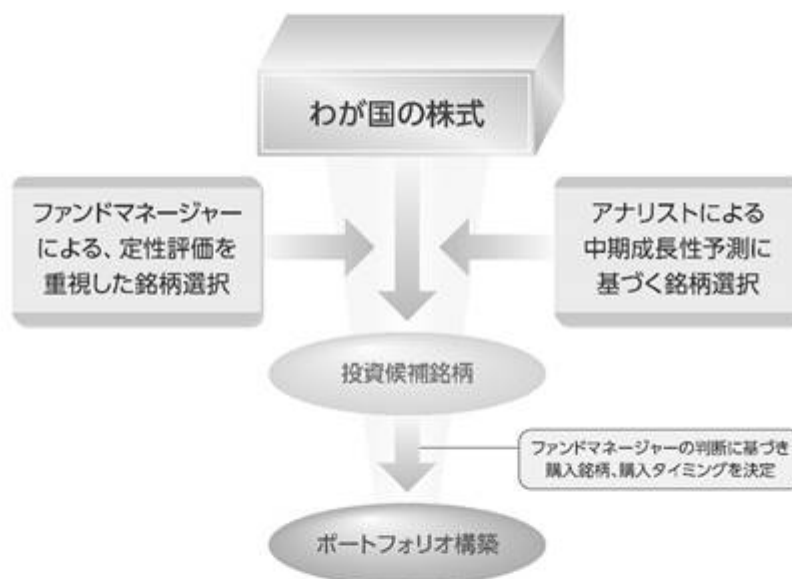 わが国の株式
ファンドマネージャー
による、定性評価を
重視した銘柄選択
アナリストによる
中期成長性予測に
基づく銘柄選択
投資候補銘柄
ファンドマネージャーの判断に基づき
購入銘柄、購入タイミングを決定
ポートフォリオ構築